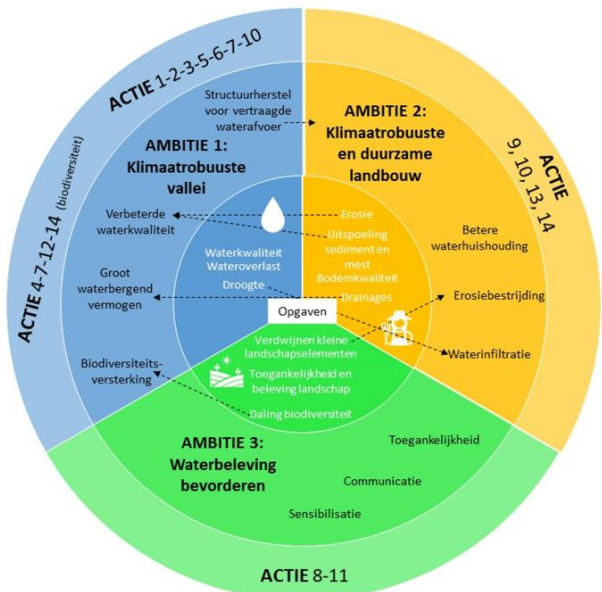 ACTIE 1-2-3-5-6-7-10
ACTIE 4-7-12-14 (biodiversiteit)
Structuurherstel
voor vertraagde
waterafvoer
AMBITIE 1:
Klimaatrobuuste
vallei
Verbeterde
waterkwaliteit
Groot
waterbergend
vermogen
Biodiversiteits-
versterking
Waterkwaliteit
Wateroverlast
Droogte
AMBITIE 2:
Klimaatrobuuste
en duurzame
landbouw
ACTIE
9, 10, 13, 14
Erosie
Uitspoeling
sediment en
mest
Bodemkwaliteit
Drainages
Betere
waterhuishouding
Erosiebestrijding
Waterinfiltratie
Opgaven
Verdwijnen kleine
landschapselementen
Toegankelijkheid en
beleving landschap
Daling biodiversiteit
AMBITIE 3:
Waterbeleving
bevorderen
Toegankelijkheid
Communicatie
Sensibilisatie
ACTIE 8-11